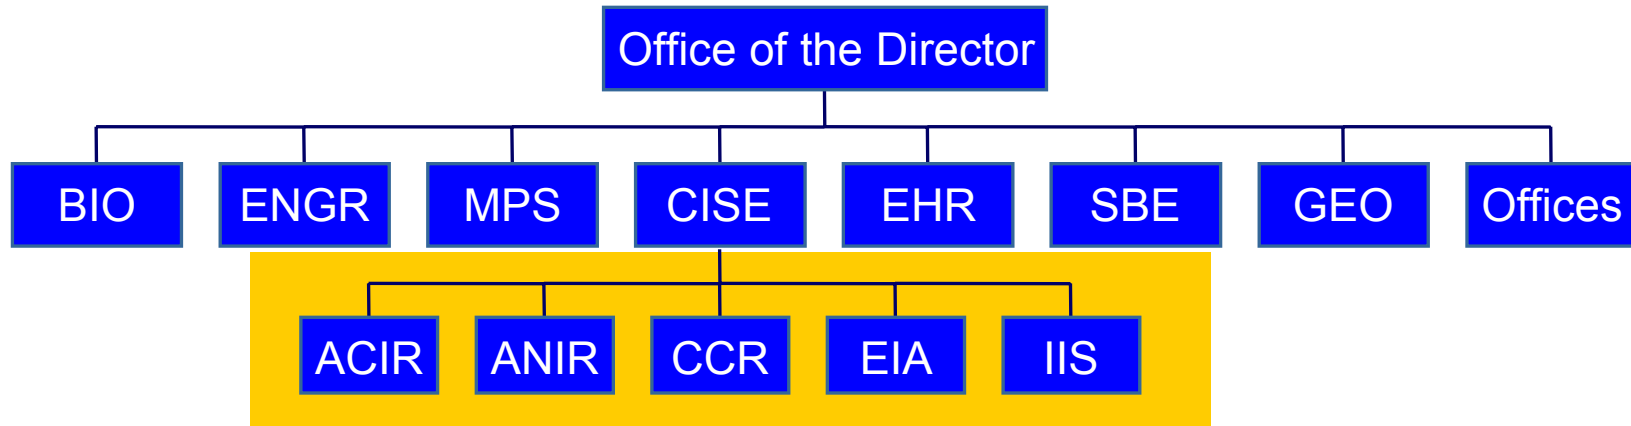 Office of the Director
BIO
ENGR
MPS
CISE
EHR
SBE
GEO
Offices
ACIR
ANIR
CCR
EIA
IIS